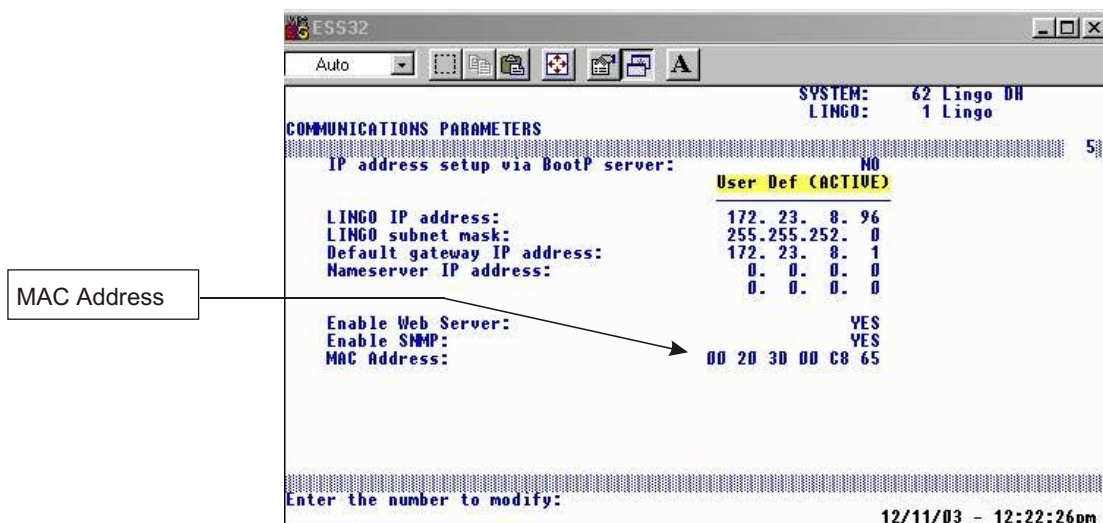 ESS32
Auto
A
SYSTEM: 62 Lingo DH
LINGO: 1 Lingo
COMMUNICATIONS PARAMETERS
5
IP address setup via BootP server: NO
User Def (ACTIVE)
LINGO IP address: 172. 23. 8. 96
LINGO subnet mask: 255.255.252. 0
Default gateway IP address: 172. 23. 8. 1
Nameserver IP address: 0. 0. 0. 0
0. 0. 0. 0
MAC Address
Enable Web Server: YES
Enable SNMP: YES
MAC Address: 00 20 3D 00 C8 65
Enter the number to modify:
12/11/03 - 12:22:26pm